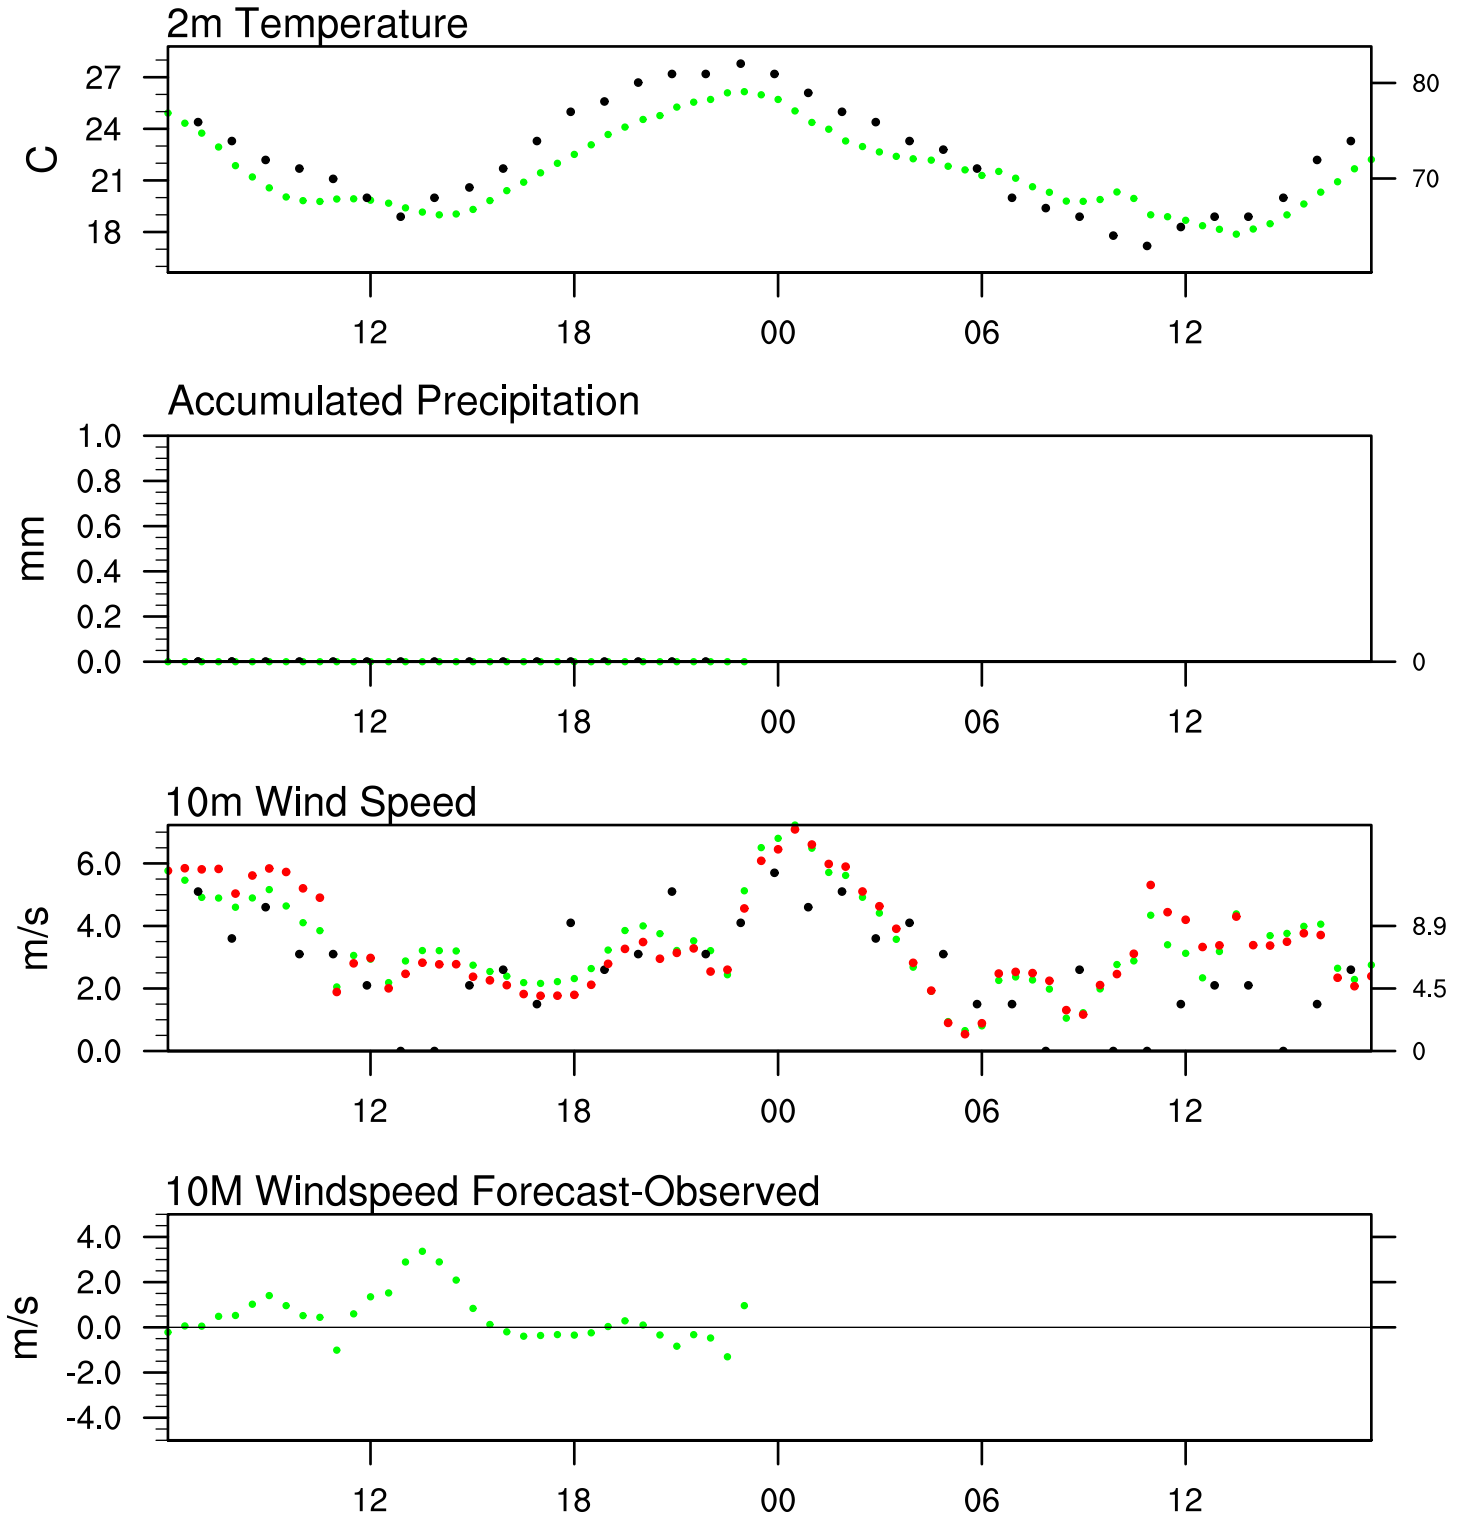 2m Temperature
27
24
21
18
C
80
70
12 18 00 06 12
Accumulated Precipitation
1.0
0.8
0.6
0.4
0.2
0.0
mm
0
12 18 00 06 12
10m Wind Speed
6.0
4.0
2.0
0.0
m/s
8.9
4.5
0
12 18 00 06 12
10M Windspeed Forecast-Observed
4.0
2.0
0.0
-2.0
-4.0
m/s
12 18 00 06 12